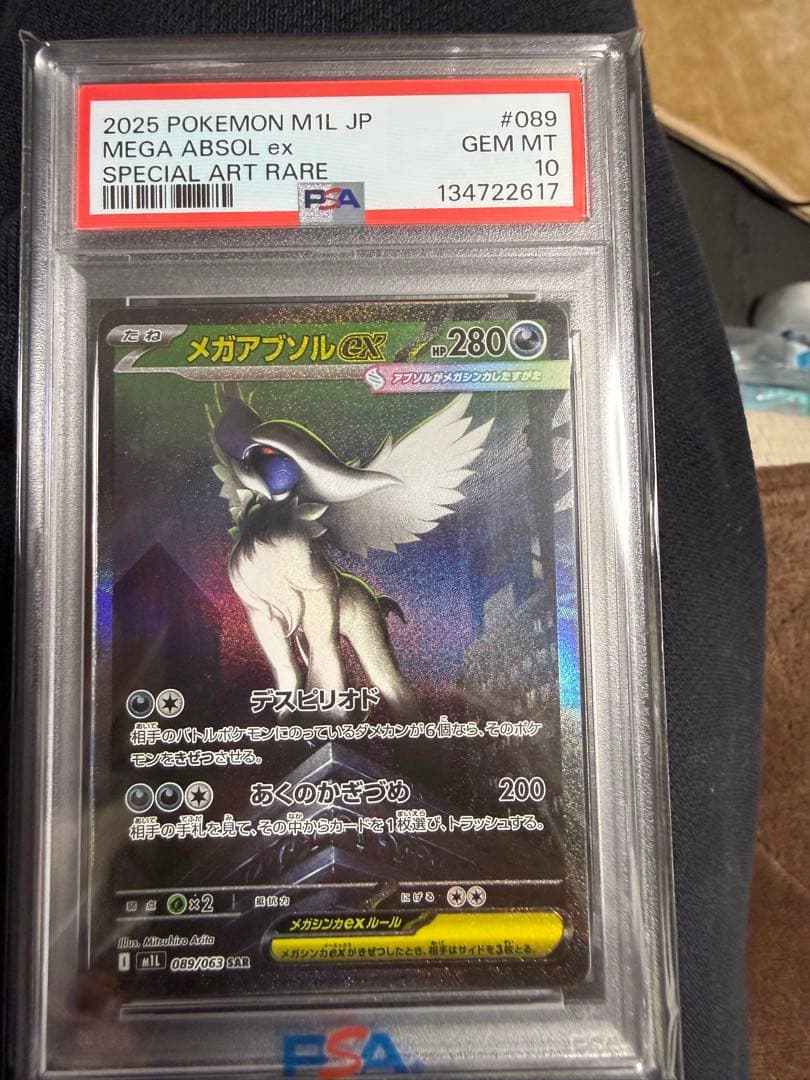 2025 POKEMON M1L JP #089
MEGA ABSOL ex GEM MT
SPECIAL ART RARE 10
PSA 134722617
たね メガアブソルex HP280
アブソルがメガシンカしたすがた
デスピリオド
相手のバトルポケモンにのっているダメカンが6個なら、そのポケ
モンをきぜつさせる。
あくのかぎづめ 200
相手の手札を見て、その中からカードを1枚選び、トラッシュする。
弱点 ×2 抵抗力 にげる
メガシンカexルール
メガシンカexがきぜつしたとき、相手はサイドを3枚とる。
Illus. Mitsuhiro Arita
I M1L 089/063 SAR
PSA